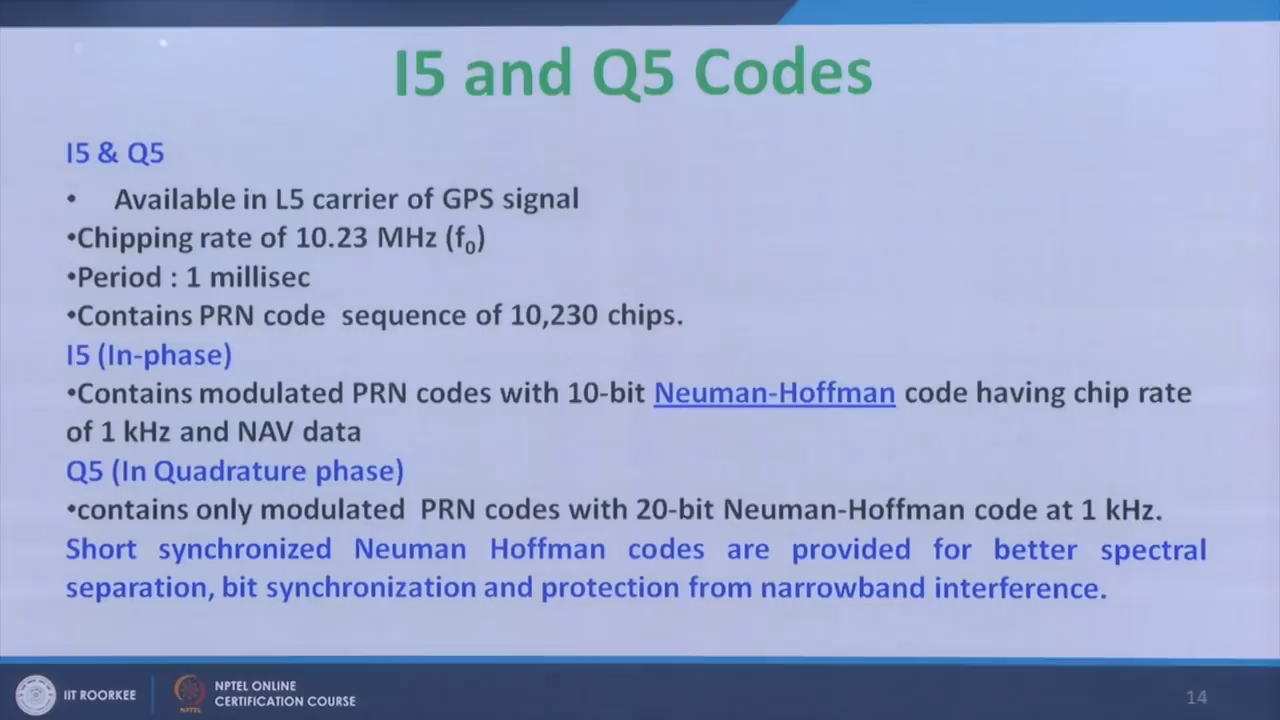 I5 and Q5 Codes
I5 & Q5
• Available in L5 carrier of GPS signal
•Chipping rate of 10.23 MHz (f₀)
•Period : 1 millisec
•Contains PRN code sequence of 10,230 chips.
I5 (In-phase)
•Contains modulated PRN codes with 10-bit Neuman-Hoffman code having chip rate
of 1 kHz and NAV data
Q5 (In Quadrature phase)
•contains only modulated PRN codes with 20-bit Neuman-Hoffman code at 1 kHz.
Short synchronized Neuman Hoffman codes are provided for better spectral
separation, bit synchronization and protection from narrowband interference.
IIT ROORKEE
NPTEL
NPTEL ONLINE
CERTIFICATION COURSE
14